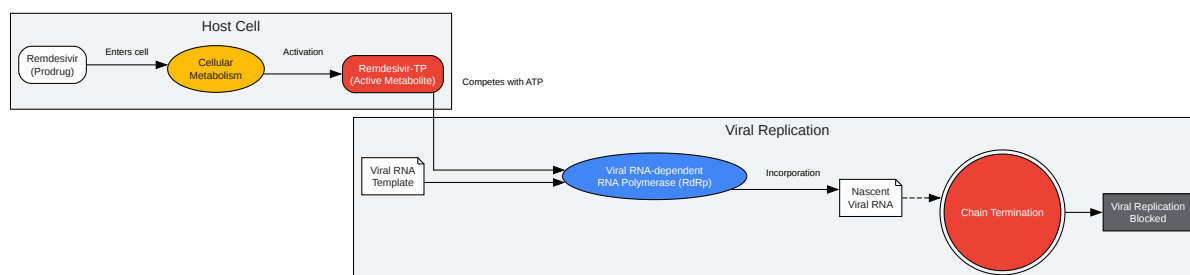 Host Cell
Remdesivir
(Prodrug)
Enters cell
Cellular
Metabolism
Activation
Remdesivir-TP
(Active Metabolite)
Competes with ATP
Viral Replication
Viral RNA
Template
Viral RNA-dependent
RNA Polymerase (RdRp)
Incorporation
Nascent
Viral RNA
Chain Termination
Viral Replication
Blocked